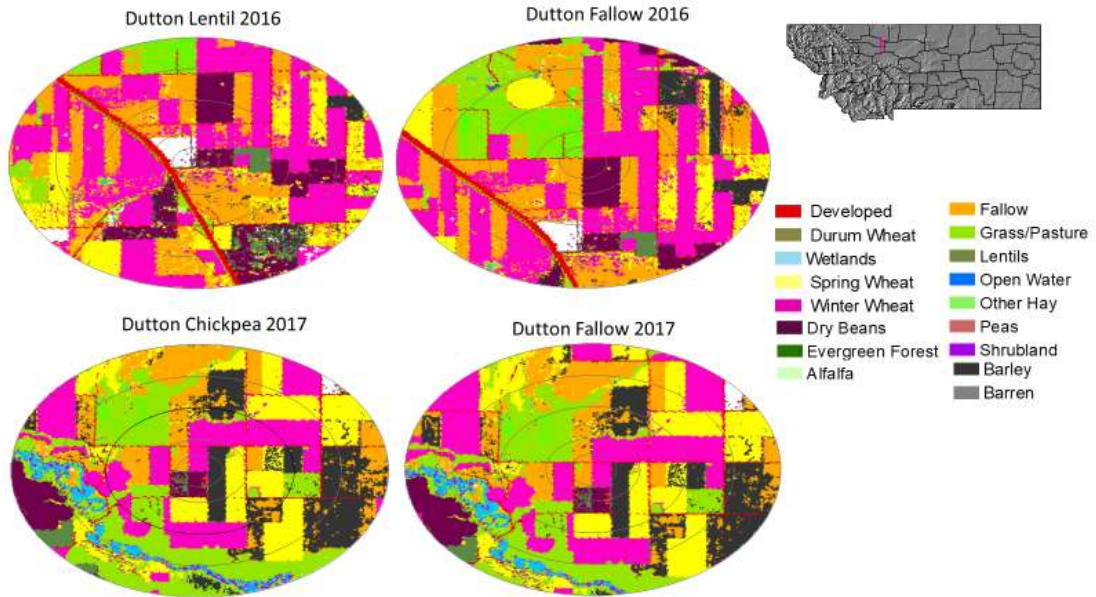 Dutton Lentil 2016
Dutton Fallow 2016
Developed
Durum Wheat
Wetlands
Spring Wheat
Winter Wheat
Dry Beans
Evergreen Forest
Alfalfa
Fallow
Grass/Pasture
Lentils
Open Water
Other Hay
Peas
Shrubland
Barley
Barren
Dutton Chickpea 2017
Dutton Fallow 2017